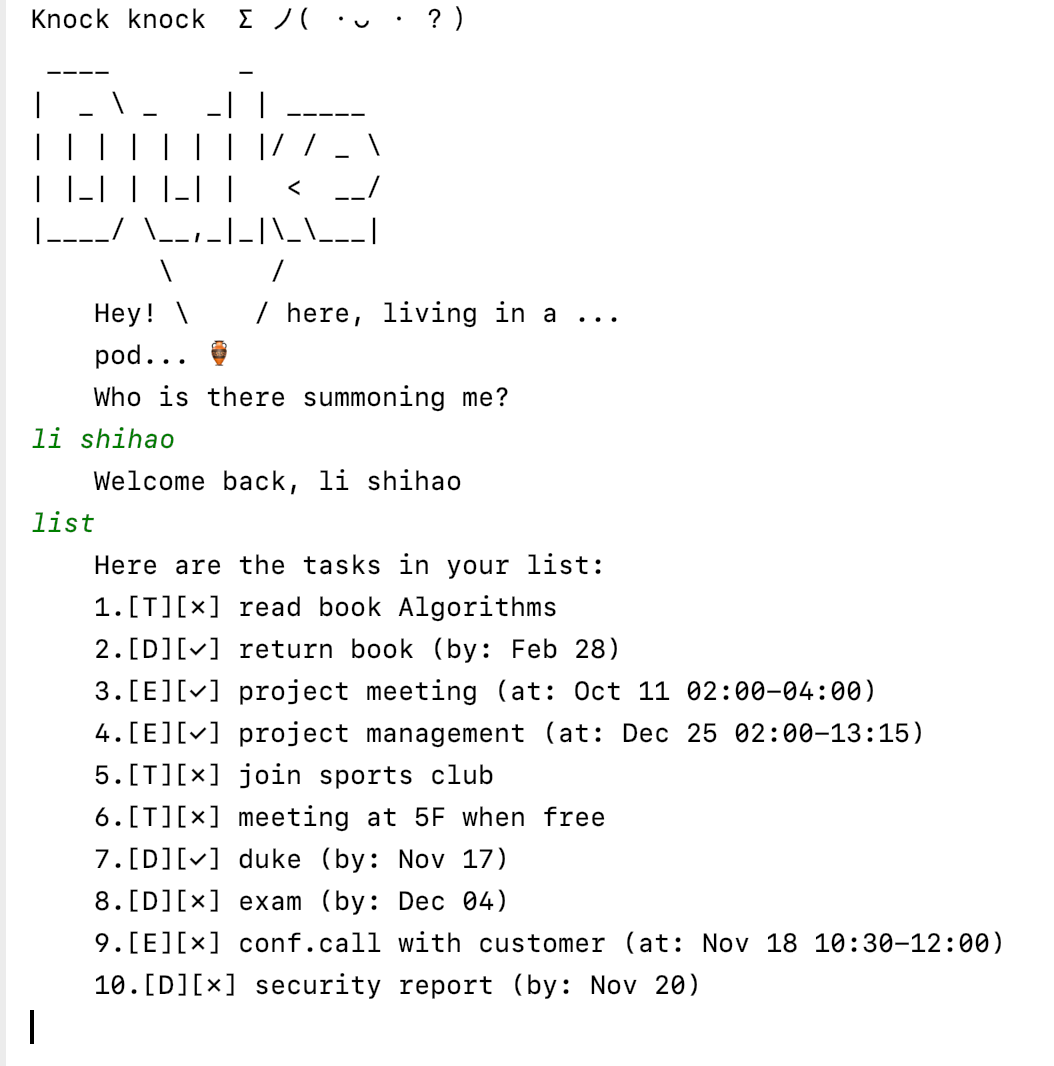 Knock knock  Σ ノ( ・ᴗ ・ ? )
 ____        _
|  _ \ _   _| | _____
| | | | | | | |/ / _ \
| |_| | |_| |   <  __/
|____/ \__,_|_|\_\___|
        \      /
    Hey! \    / here, living in a ...
    pod... 🏺
    Who is there summoning me?
li shihao
    Welcome back, li shihao
list
    Here are the tasks in your list:
    1.[T][×] read book Algorithms
    2.[D][✓] return book (by: Feb 28)
    3.[E][✓] project meeting (at: Oct 11 02:00–04:00)
    4.[E][✓] project management (at: Dec 25 02:00–13:15)
    5.[T][×] join sports club
    6.[T][×] meeting at 5F when free
    7.[D][✓] duke (by: Nov 17)
    8.[D][×] exam (by: Dec 04)
    9.[E][×] conf.call with customer (at: Nov 18 10:30–12:00)
    10.[D][×] security report (by: Nov 20)